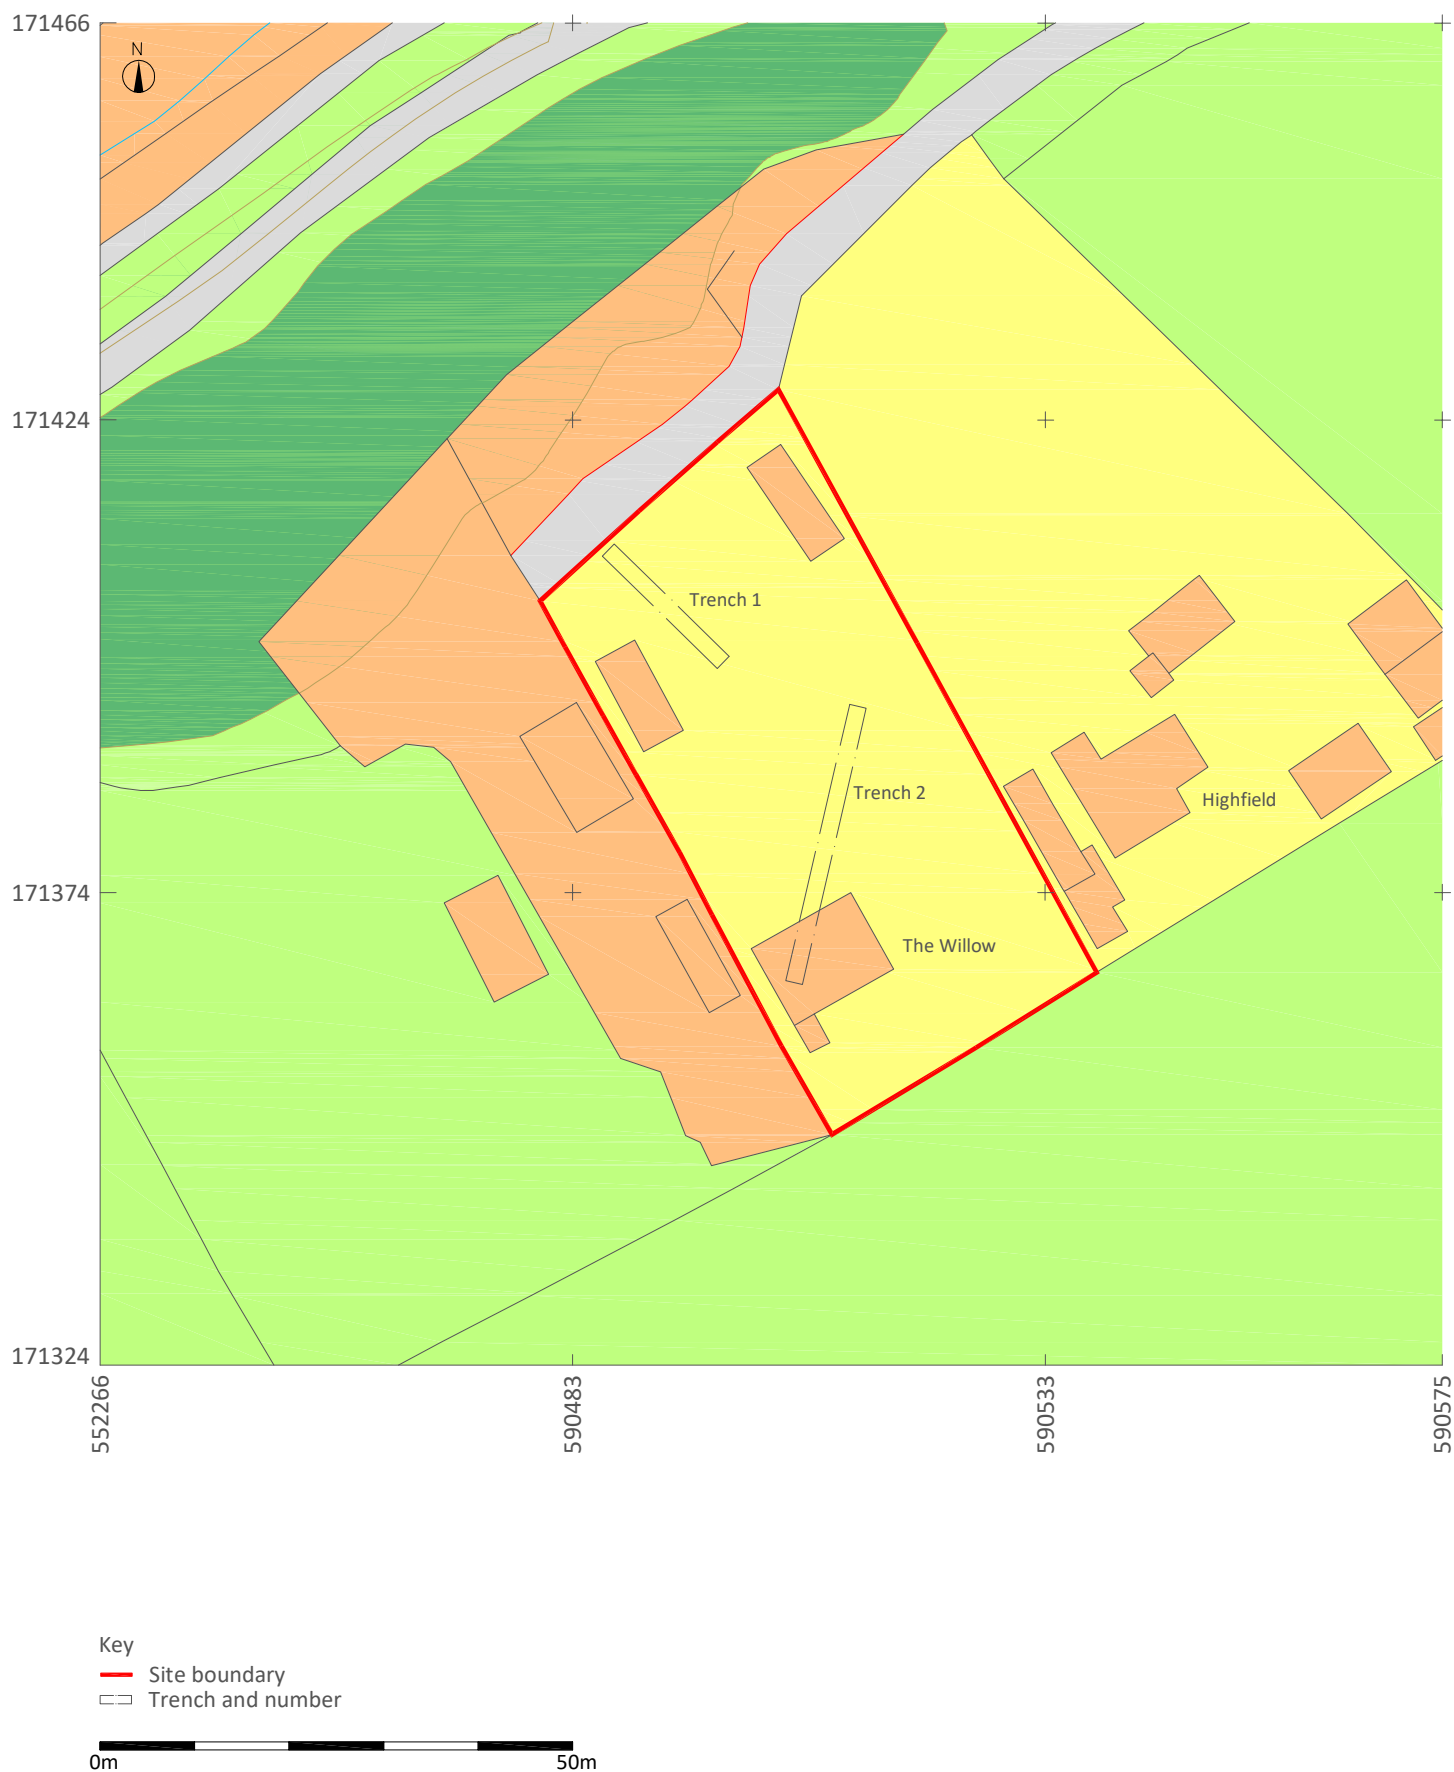 171466
N
171424
Trench 1
Trench 2
Highfield
171374
The Willow
171324
552266
590483
590533
590575
Key
Site boundary
Trench and number
0m
50m